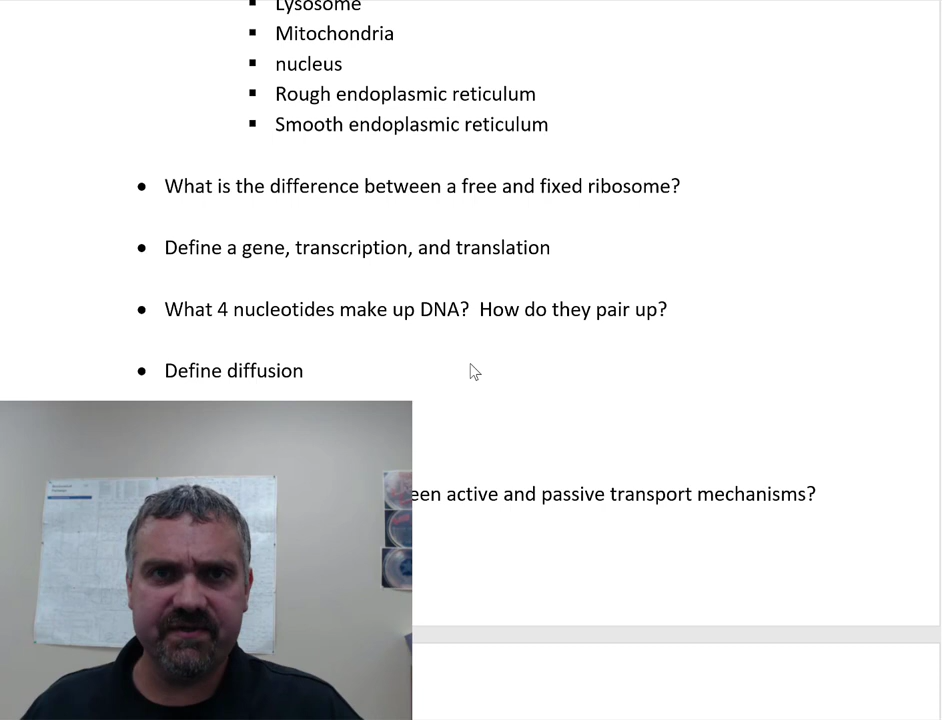 Lysosome
▪ Mitochondria
▪ nucleus
▪ Rough endoplasmic reticulum
▪ Smooth endoplasmic reticulum
• What is the difference between a free and fixed ribosome?
• Define a gene, transcription, and translation
• What 4 nucleotides make up DNA?  How do they pair up?
• Define diffusion
een active and passive transport mechanisms?